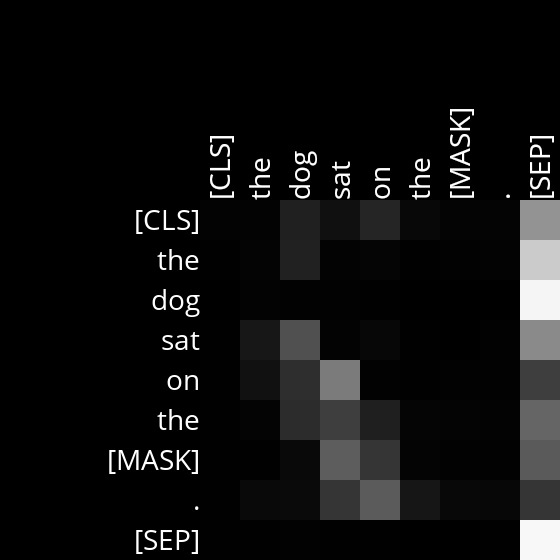 [CLS] the dog sat on the [MASK] . [SEP]
[CLS]
the
dog
sat
on
the
[MASK]
.
[SEP]